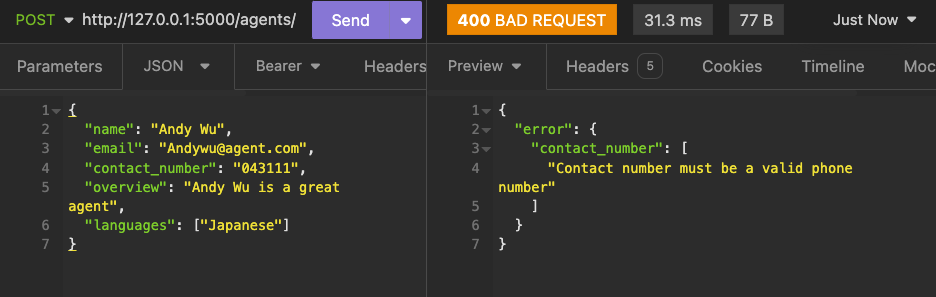 POST http://127.0.0.1:5000/agents/ Send 400 BAD REQUEST 31.3 ms 77 B Just Now
Parameters JSON Bearer Headers Preview Headers 5 Cookies Timeline Moc
1 {
2 "name": "Andy Wu",
3 "email": "Andywu@agent.com",
4 "contact_number": "043111",
5 "overview": "Andy Wu is a great
agent",
6 "languages": ["Japanese"]
7 }
1 {
2 "error": {
3 "contact_number": [
4 "Contact number must be a valid phone
number"
5 ]
6 }
7 }